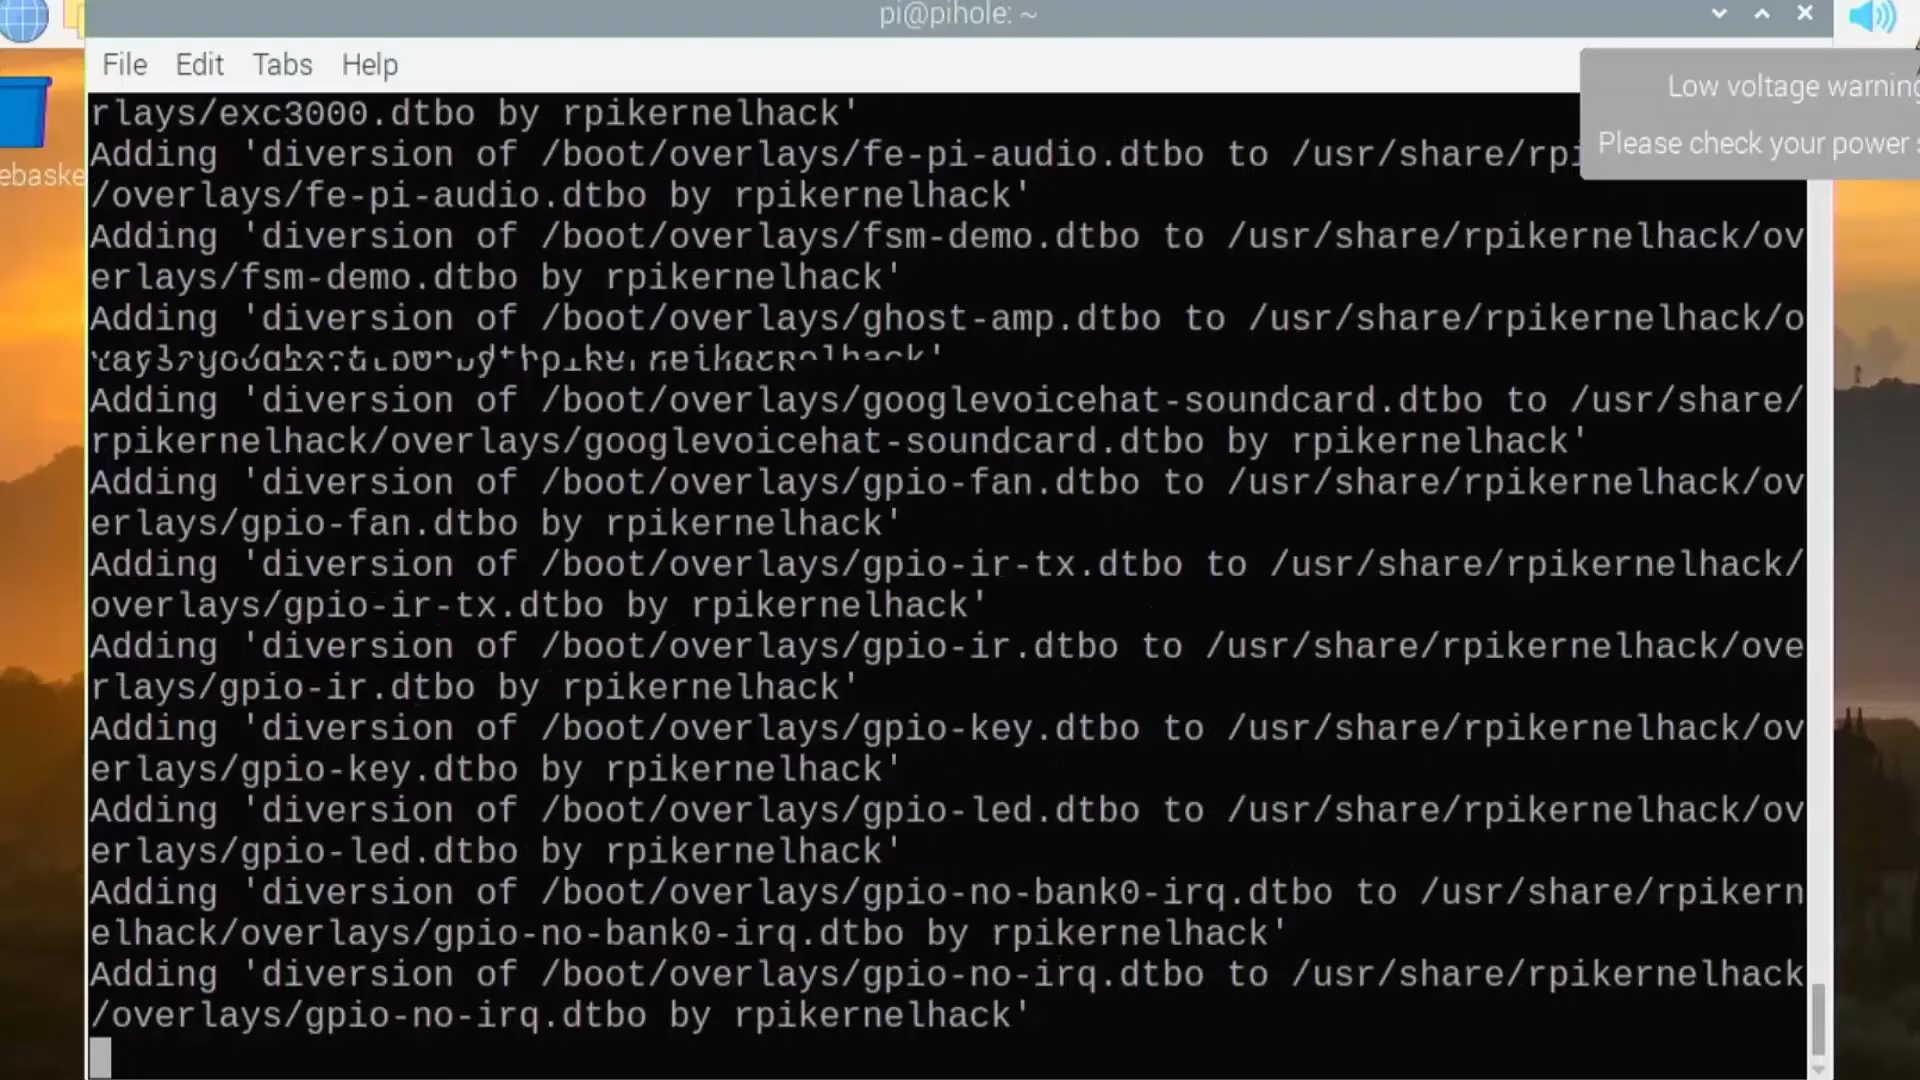 pi@pihole: ~
File Edit Tabs Help
Low voltage warning
Please check your power
ebaske
rlays/exc3000.dtbo by rpikernelhack'
Adding 'diversion of /boot/overlays/fe-pi-audio.dtbo to /usr/share/rpi
/overlays/fe-pi-audio.dtbo by rpikernelhack'
Adding 'diversion of /boot/overlays/fsm-demo.dtbo to /usr/share/rpikernelhack/ov
erlays/fsm-demo.dtbo by rpikernelhack'
Adding 'diversion of /boot/overlays/ghost-amp.dtbo to /usr/share/rpikernelhack/o
Adding 'diversion of /boot/overlays/googlevoicehat-soundcard.dtbo to /usr/share/
rpikernelhack/overlays/googlevoicehat-soundcard.dtbo by rpikernelhack'
Adding 'diversion of /boot/overlays/gpio-fan.dtbo to /usr/share/rpikernelhack/ov
erlays/gpio-fan.dtbo by rpikernelhack'
Adding 'diversion of /boot/overlays/gpio-ir-tx.dtbo to /usr/share/rpikernelhack/
overlays/gpio-ir-tx.dtbo by rpikernelhack'
Adding 'diversion of /boot/overlays/gpio-ir.dtbo to /usr/share/rpikernelhack/ove
rlays/gpio-ir.dtbo by rpikernelhack'
Adding 'diversion of /boot/overlays/gpio-key.dtbo to /usr/share/rpikernelhack/ov
erlays/gpio-key.dtbo by rpikernelhack'
Adding 'diversion of /boot/overlays/gpio-led.dtbo to /usr/share/rpikernelhack/ov
erlays/gpio-led.dtbo by rpikernelhack'
Adding 'diversion of /boot/overlays/gpio-no-bank0-irq.dtbo to /usr/share/rpikern
elhack/overlays/gpio-no-bank0-irq.dtbo by rpikernelhack'
Adding 'diversion of /boot/overlays/gpio-no-irq.dtbo to /usr/share/rpikernelhack
/overlays/gpio-no-irq.dtbo by rpikernelhack'